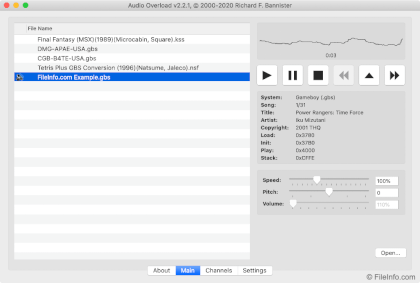 Audio Overload v2.2.1, © 2000-2020 Richard F. Bannister
File Name
Final Fantasy (MSX)(1989)(Microcabin, Square).kss
DMG-APAE-USA.gbs
CGB-B4TE-USA.gbs
Tetris Plus GBS Conversion (1996)(Natsume, Jaleco).nsf
FileInfo.com Example.gbs
0:03
System: Gameboy (.gbs)
Song: 1/31
Title: Power Rangers: Time Force
Artist: Iku Mizutani
Copyright: 2001 THQ
Load: 0x3780
Init: 0x37B0
Play: 0x4000
Stack: 0xCFFE
Speed: 100%
Pitch: 0
Volume: 100%
Open...
About Main Channels Settings
© FileInfo.com